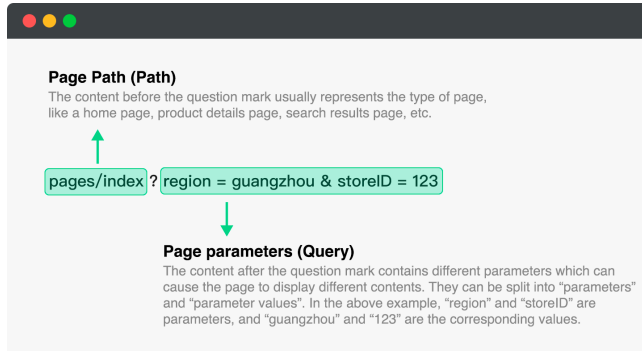 Page Path (Path)
The content before the question mark usually represents the type of page,
like a home page, product details page, search results page, etc.
pages/index ? region = guangzhou & storeID = 123
Page parameters (Query)
The content after the question mark contains different parameters which can
cause the page to display different contents. They can be split into “parameters”
and “parameter values”. In the above example, “region” and “storeID” are
parameters, and “guangzhou” and “123” are the corresponding values.